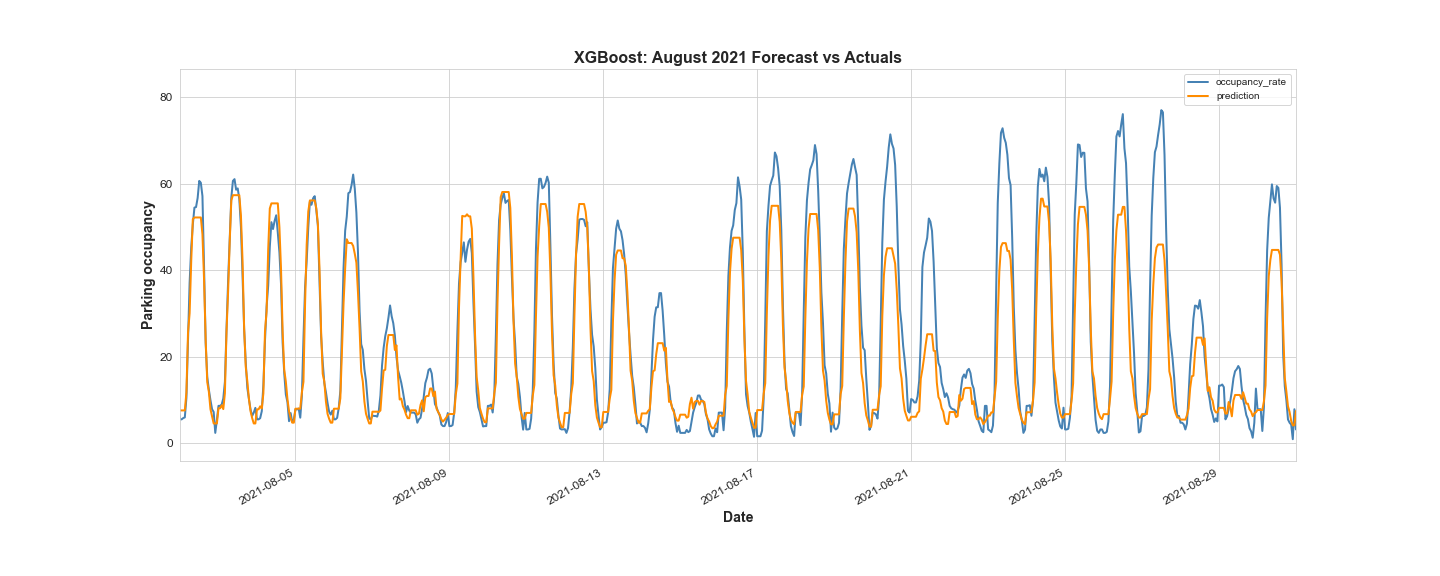 XGBoost: August 2021 Forecast vs Actuals
occupancy_rate
prediction
Parking occupancy
80
60
40
20
0
2021-08-05
2021-08-09
2021-08-13
2021-08-17
2021-08-21
2021-08-25
2021-08-29
Date